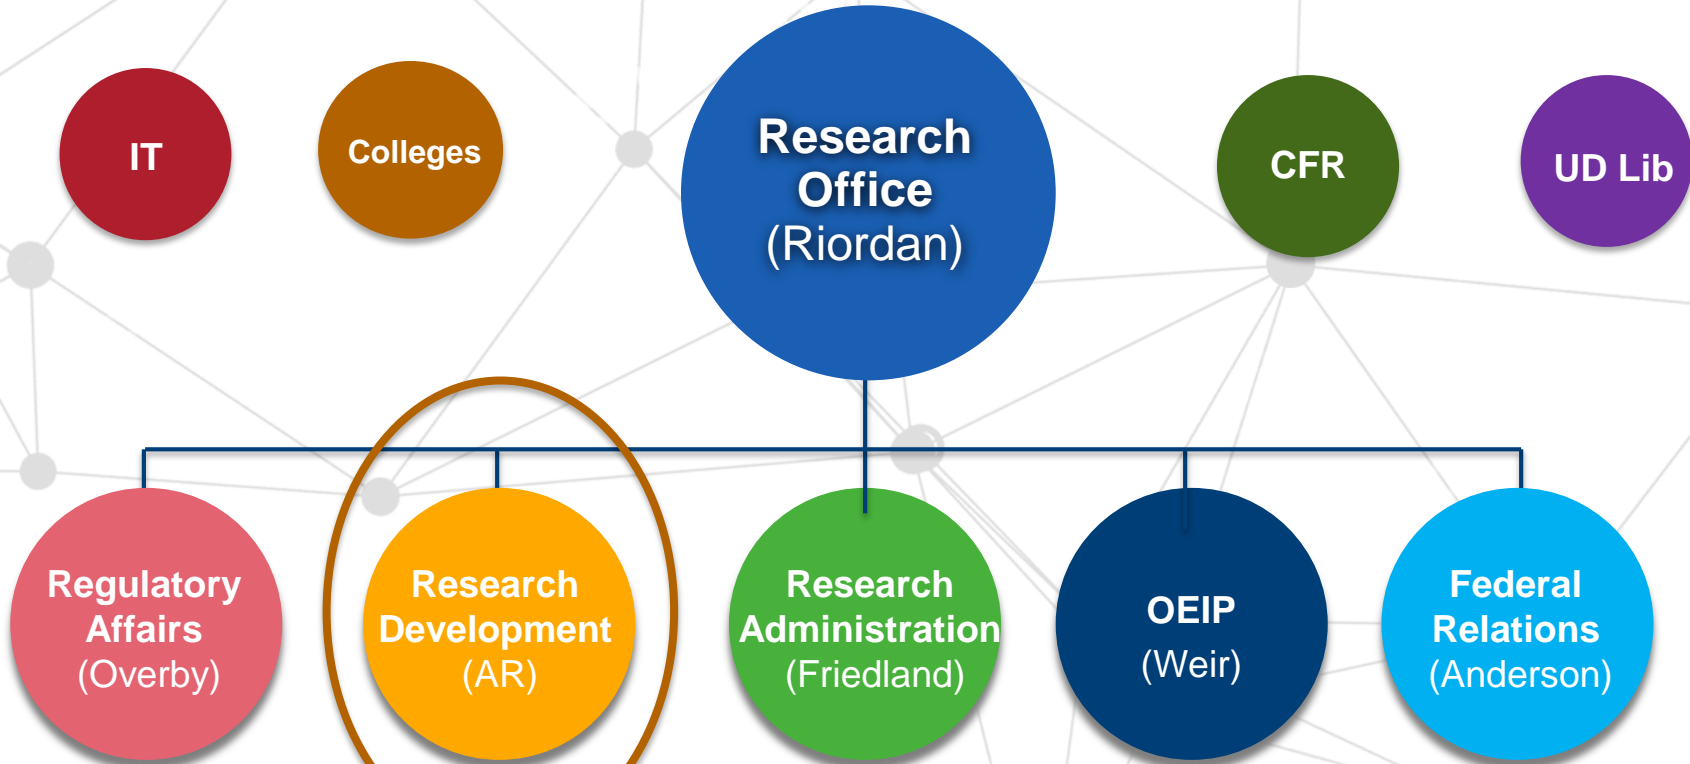 IT
Colleges
Research
Office
(Riordan)
CFR
UD Lib
Regulatory
Affairs
(Overby)
Research
Development
(AR)
Research
Administration
(Friedland)
OEIP
(Weir)
Federal
Relations
(Anderson)